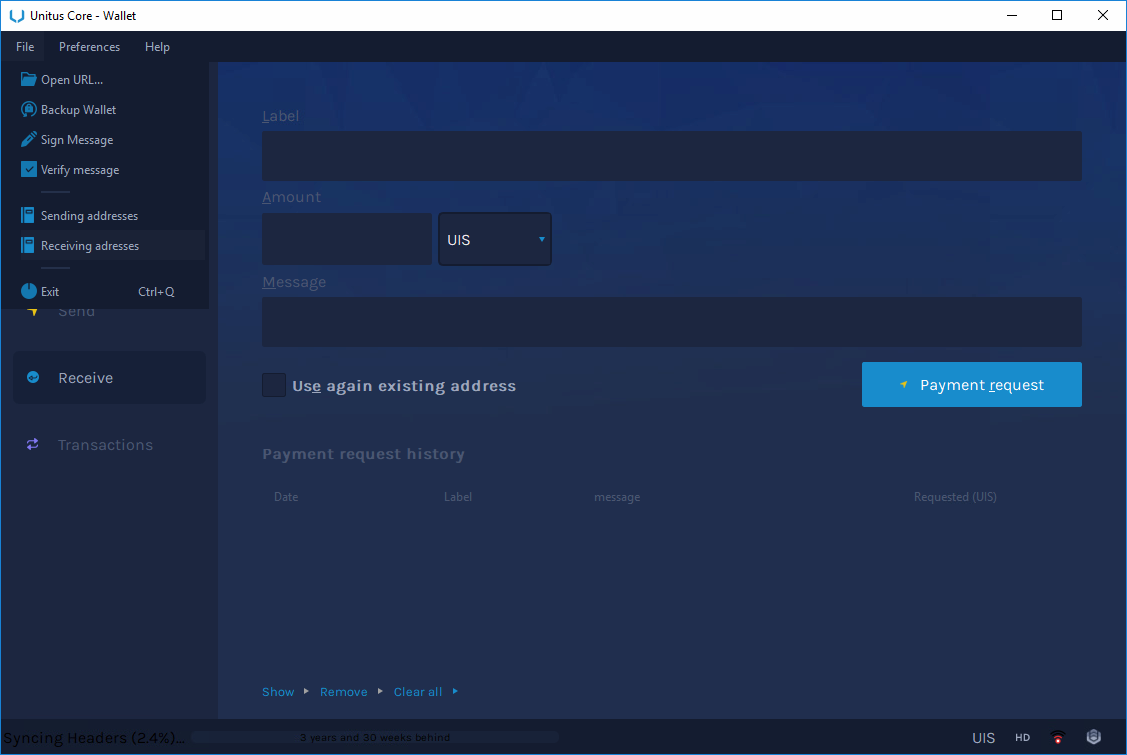 Unitus Core - Wallet
File Preferences Help
Open URL...
Backup Wallet
Sign Message
Verify message
Sending addresses
Receiving adresses
Exit Ctrl+Q
Send
Receive
Transactions
Label
Amount
UIS
Message
Use again existing address
Payment request
Payment request history
Date Label message Requested (UIS)
Show Remove Clear all
Syncing Headers (2.4%)... 3 years and 30 weeks behind UIS HD